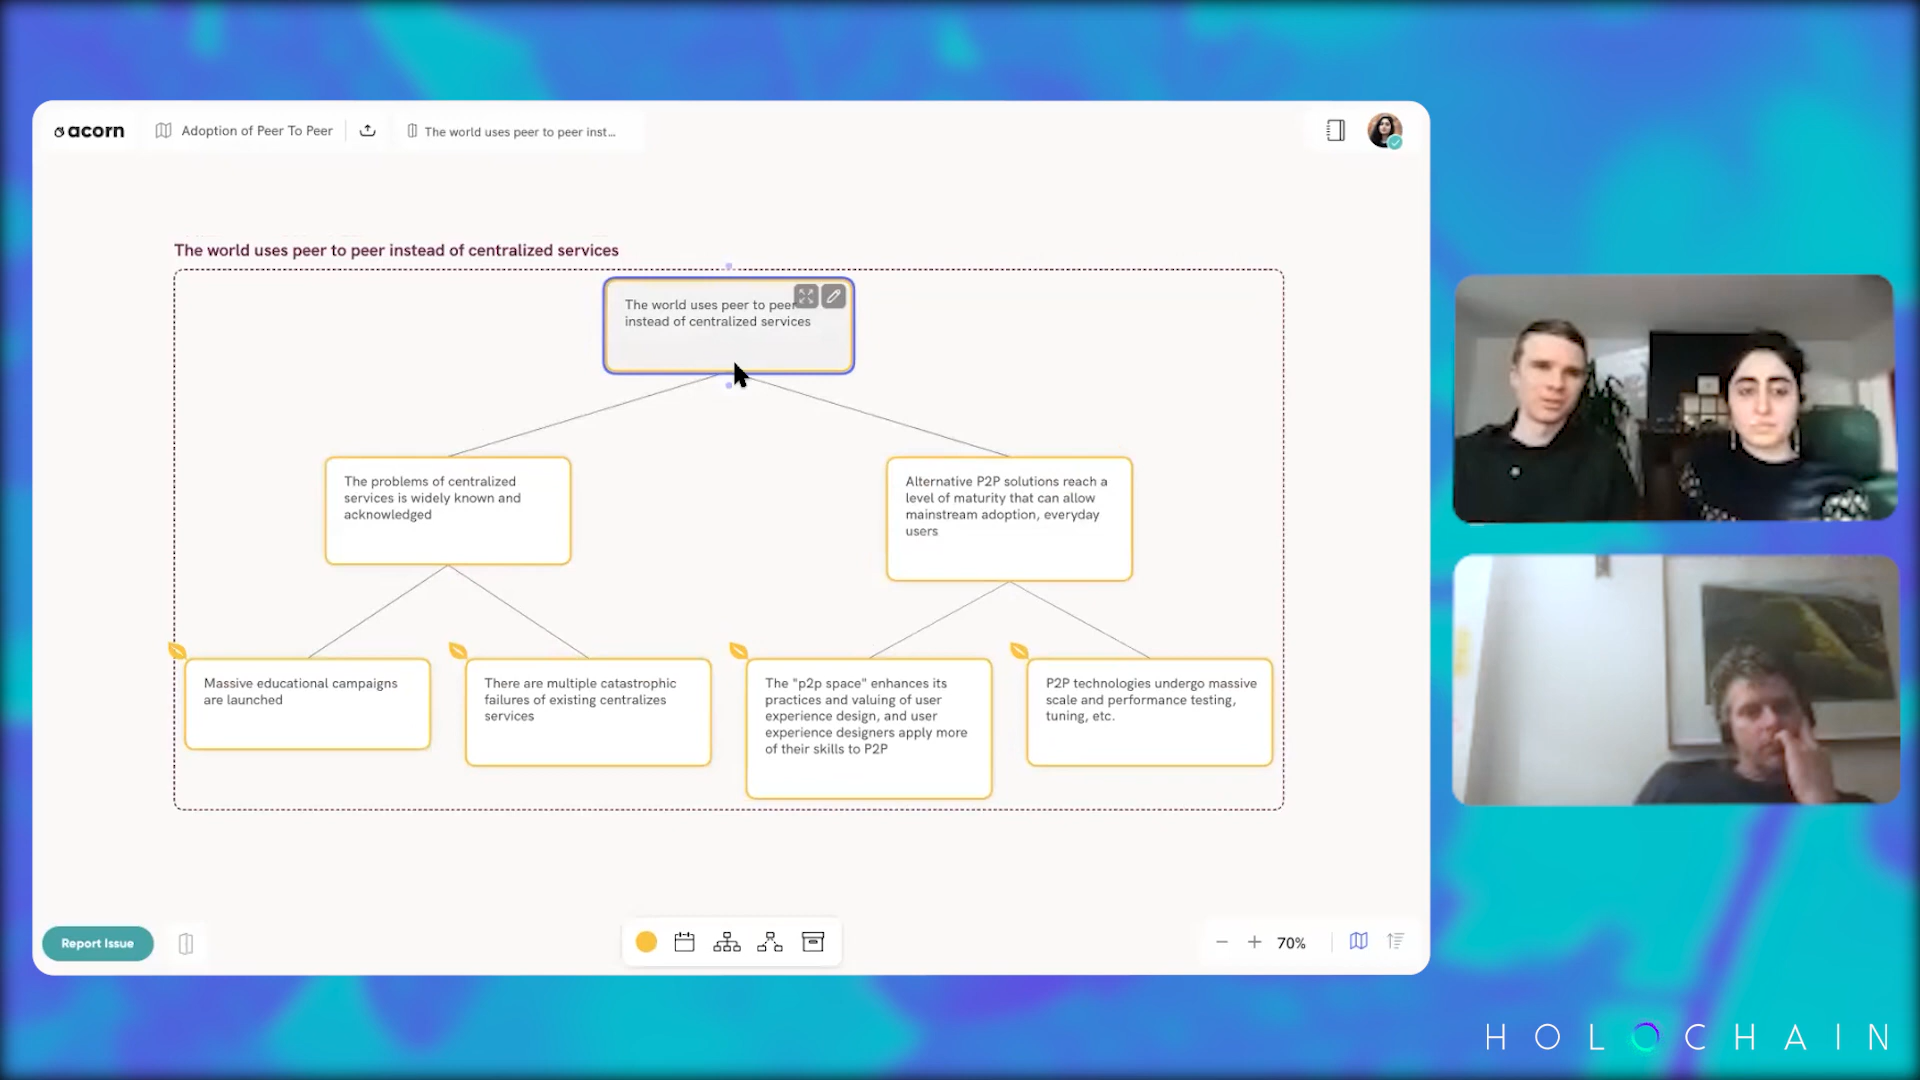 acorn
Adoption of Peer To Peer
The world uses peer to peer inst...
The world uses peer to peer instead of centralized services
The world uses peer to peer
instead of centralized services
The problems of centralized
services is widely known and
acknowledged
Alternative P2P solutions reach a
level of maturity that can allow
mainstream adoption, everyday
users
Massive educational campaigns
are launched
There are multiple catastrophic
failures of existing centralizes
services
The "p2p space" enhances its
practices and valuing of user
experience design, and user
experience designers apply more
of their skills to P2P
P2P technologies undergo massive
scale and performance testing,
tuning, etc.
Report Issue
70%
HOLOCHAIN